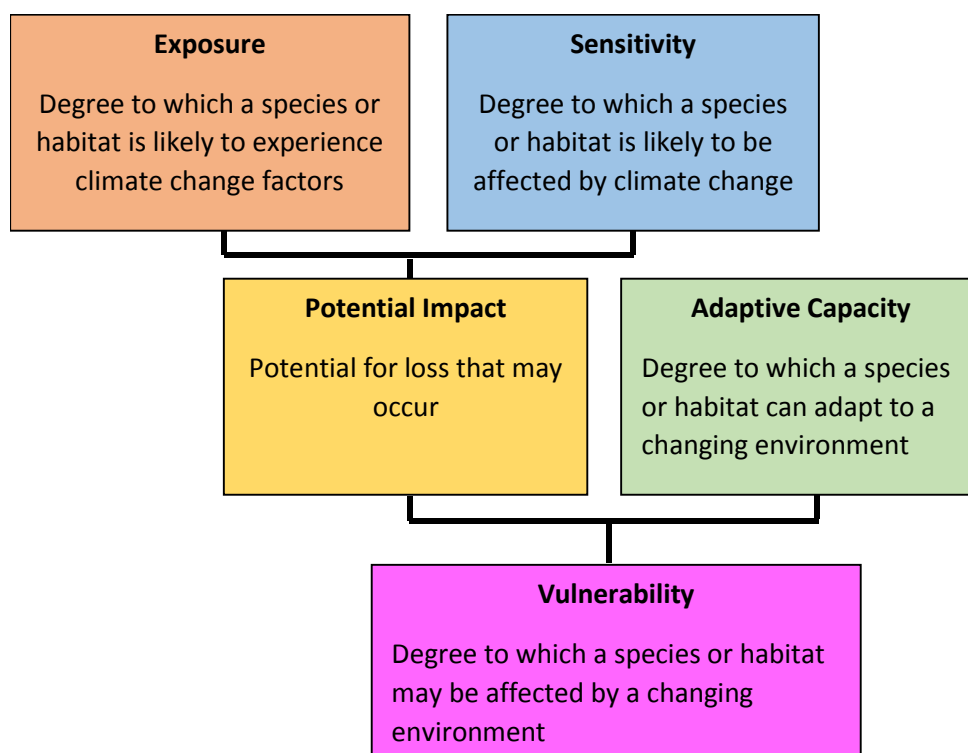 Exposure
Degree to which a species or
habitat is likely to experience
climate change factors
Sensitivity
Degree to which a species
or habitat is likely to be
affected by climate change
Potential Impact
Potential for loss that may
occur
Adaptive Capacity
Degree to which a species
or habitat can adapt to a
changing environment
Vulnerability
Degree to which a species or habitat
may be affected by a changing
environment